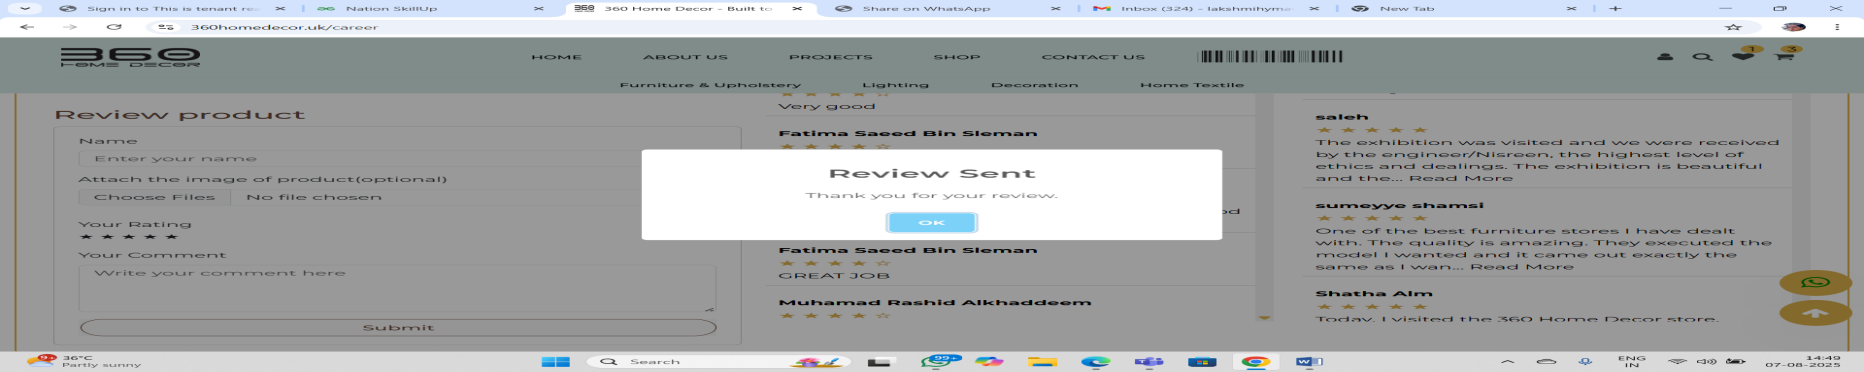 Sign in to This is tenant re
Nation SkillUp
360 Home Decor - Built to
Share on WhatsApp
Inbox (324) - lakshmihyma
New Tab
360homedecor.uk/career
360
HOME DECOR
HOME
ABOUT US
PROJECTS
SHOP
CONTACT US
1
3
Furniture & Upholstery
Lighting
Decoration
Home Textile
Review product
Name
Enter your name
Attach the image of product(optional)
Choose Files No file chosen
Your Rating
Your Comment
Write your comment here
Submit
Very good
Fatima Saeed Bin Sleman
Fatima Saeed Bin Sleman
GREAT JOB
Muhamad Rashid Alkhaddeem
Review Sent
Thank you for your review.
OK
saleh
The exhibition was visited and we were received
by the engineer/Nisreen, the highest level of
ethics and dealings. The exhibition is beautiful
and the... Read More
sumeyye shamsi
One of the best furniture stores I have dealt
with. The quality is amazing. They executed the
model I wanted and it came out exactly the
same as I wan... Read More
Shatha Alm
Today, I visited the 360 Home Decor store.
9+
36°C
Partly sunny
Search
99+
ENG
IN
14:49
07-08-2025